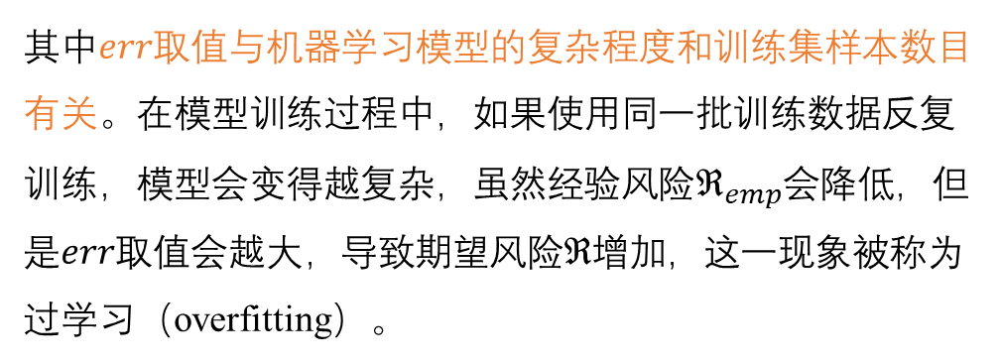 其中err取值与机器学习模型的复杂程度和训练集样本数目
有关。在模型训练过程中，如果使用同一批训练数据反复
训练，模型会变得越复杂，虽然经验风险ℜ_emp会降低，但
是err取值会越大，导致期望风险ℜ增加，这一现象被称为
过学习（overfitting）。